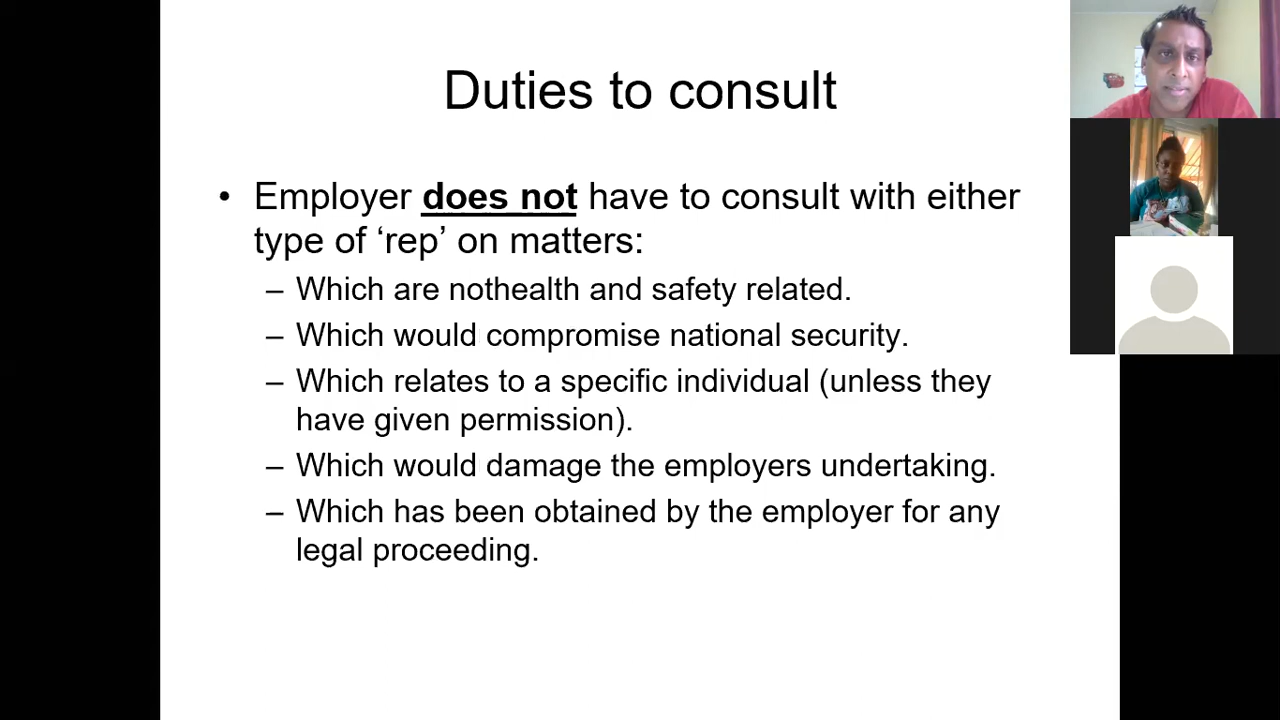 Duties to consult
• Employer does not have to consult with either
type of ‘rep’ on matters:
– Which are nothealth and safety related.
– Which would compromise national security.
– Which relates to a specific individual (unless they
have given permission).
– Which would damage the employers undertaking.
– Which has been obtained by the employer for any
legal proceeding.